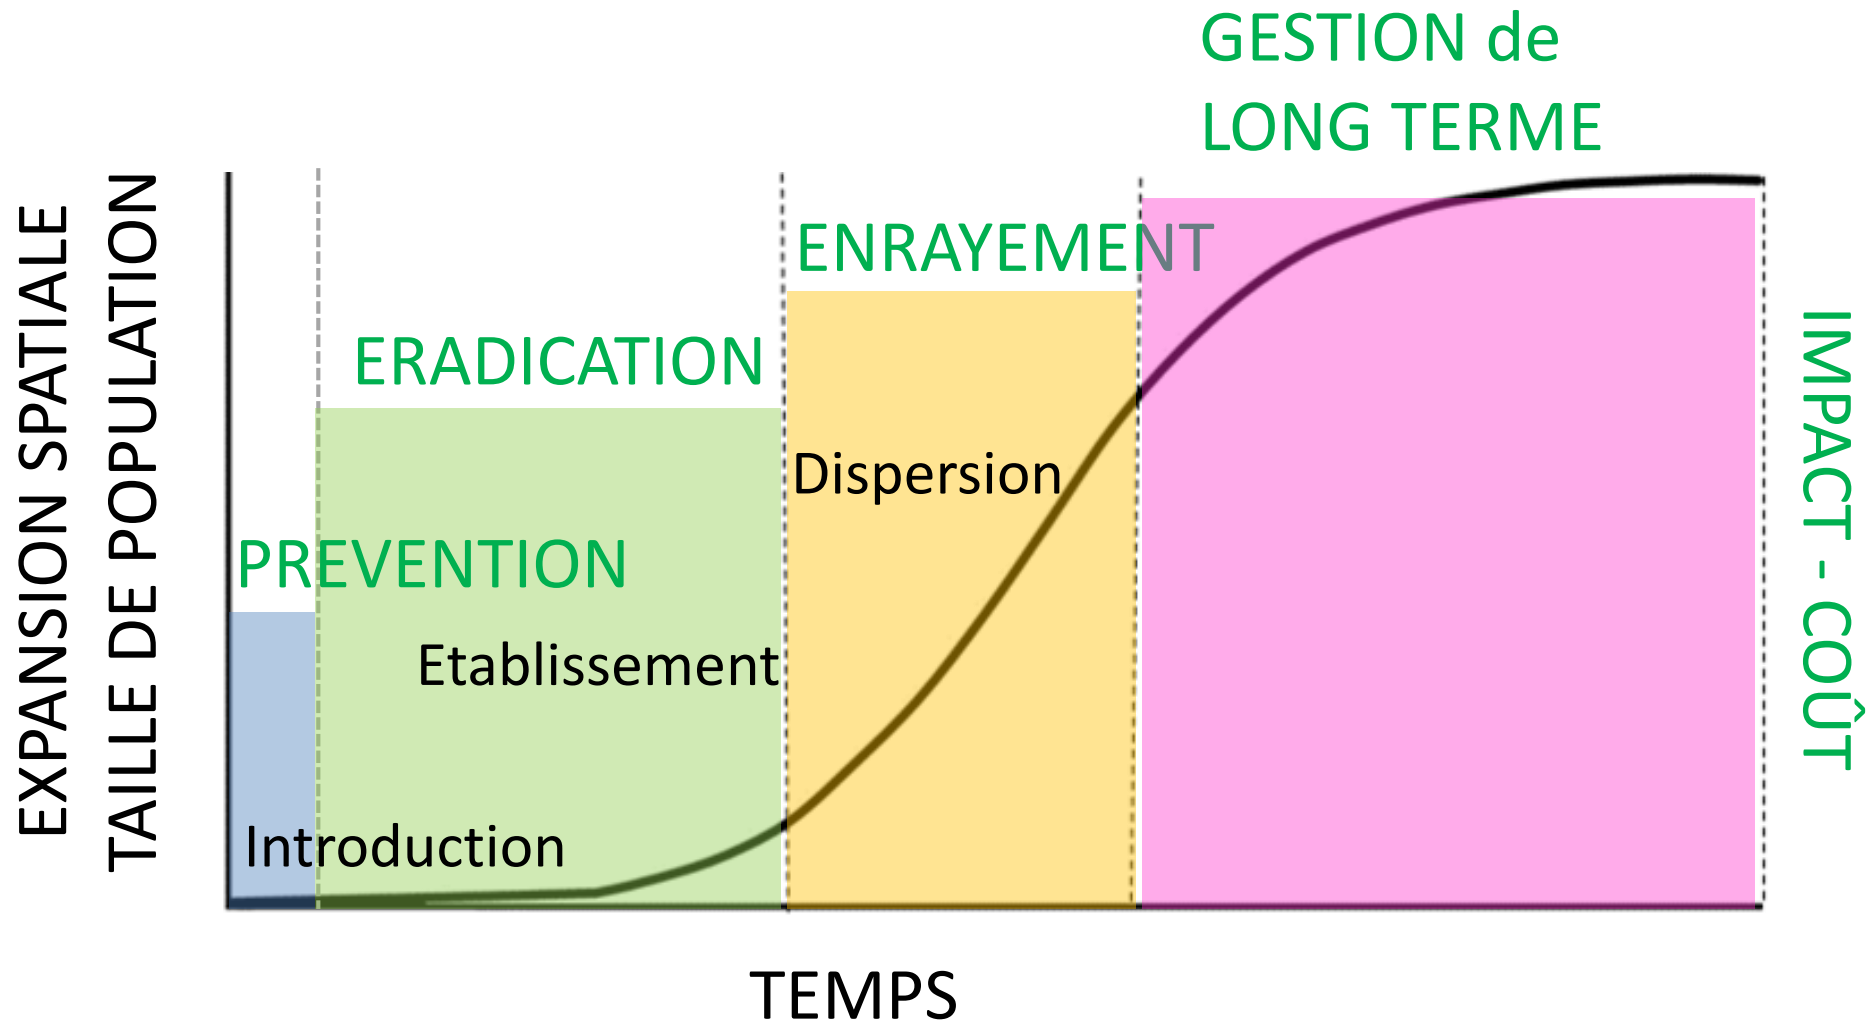 GESTION de
LONG TERME
EXPANSION SPATIALE
TAILLE DE POPULATION
ENRAYEMENT
ERADICATION
Dispersion
PREVENTION
Etablissement
Introduction
IMPACT - COÛT
TEMPS